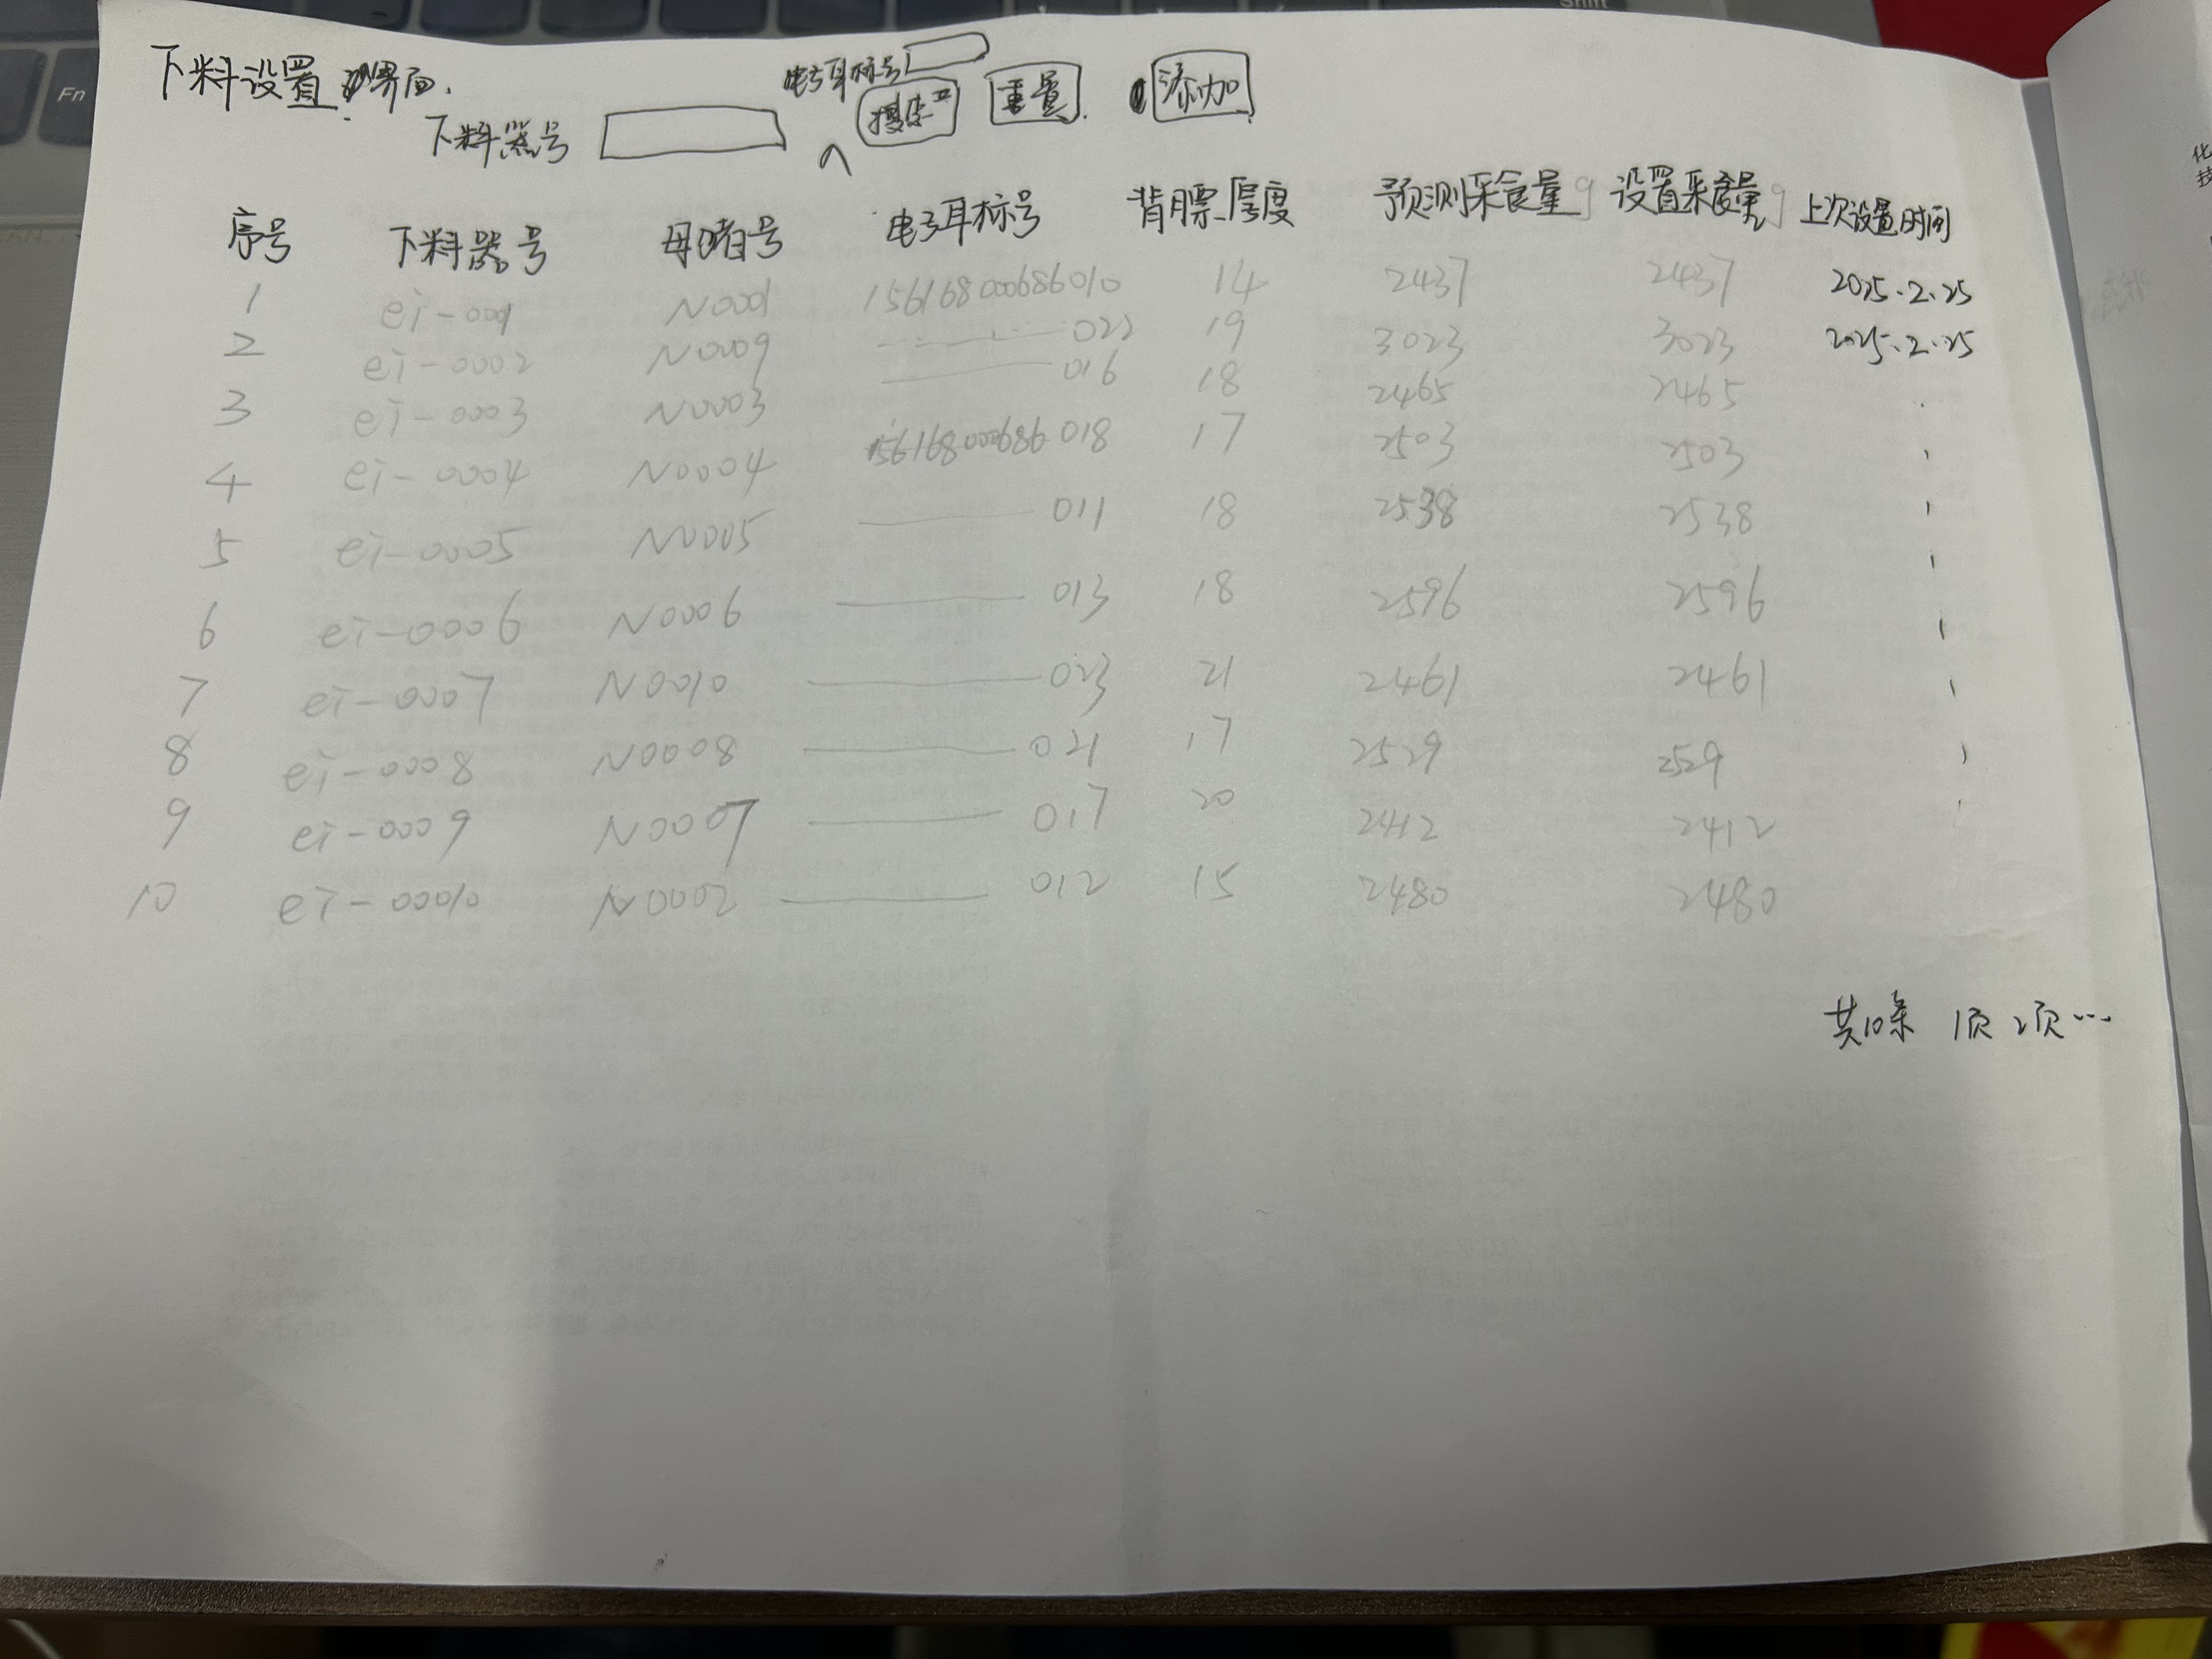 Shift
Fn
下料设置界面.
电子耳标号
下料器号 搜索 重置 添加
序号 下料器号 母猪号 电子耳标号 背膘厚度 预测采食量g 设置采食量g 上次设置时间
1 ei-0001 N0001 156168000686010 14 2437 2437 2025.2.25
2 ei-0002 N0009 022 19 3023 3023 2025.2.25
3 ei-0003 N0003 016 18 2465 2465
4 ei-0004 N0004 156168000686018 17 2503 2503
5 ei-0005 N0005 011 18 2538 2538
6 ei-0006 N0006 013 18 2596 2596
7 ei-0007 N0010 023 21 2461 2461
8 ei-0008 N0008 021 17 2529 2529
9 ei-0009 N0007 017 20 2412 2412
10 ei-00010 N0002 012 15 2480 2480
共10条 1页 2页…